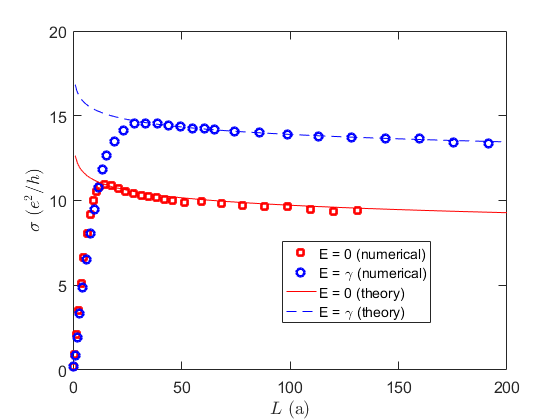 20
15
10
5
0
σ (e²/h)
E = 0 (numerical)
E = γ (numerical)
E = 0 (theory)
E = γ (theory)
0 50 100 150 200
L (a)